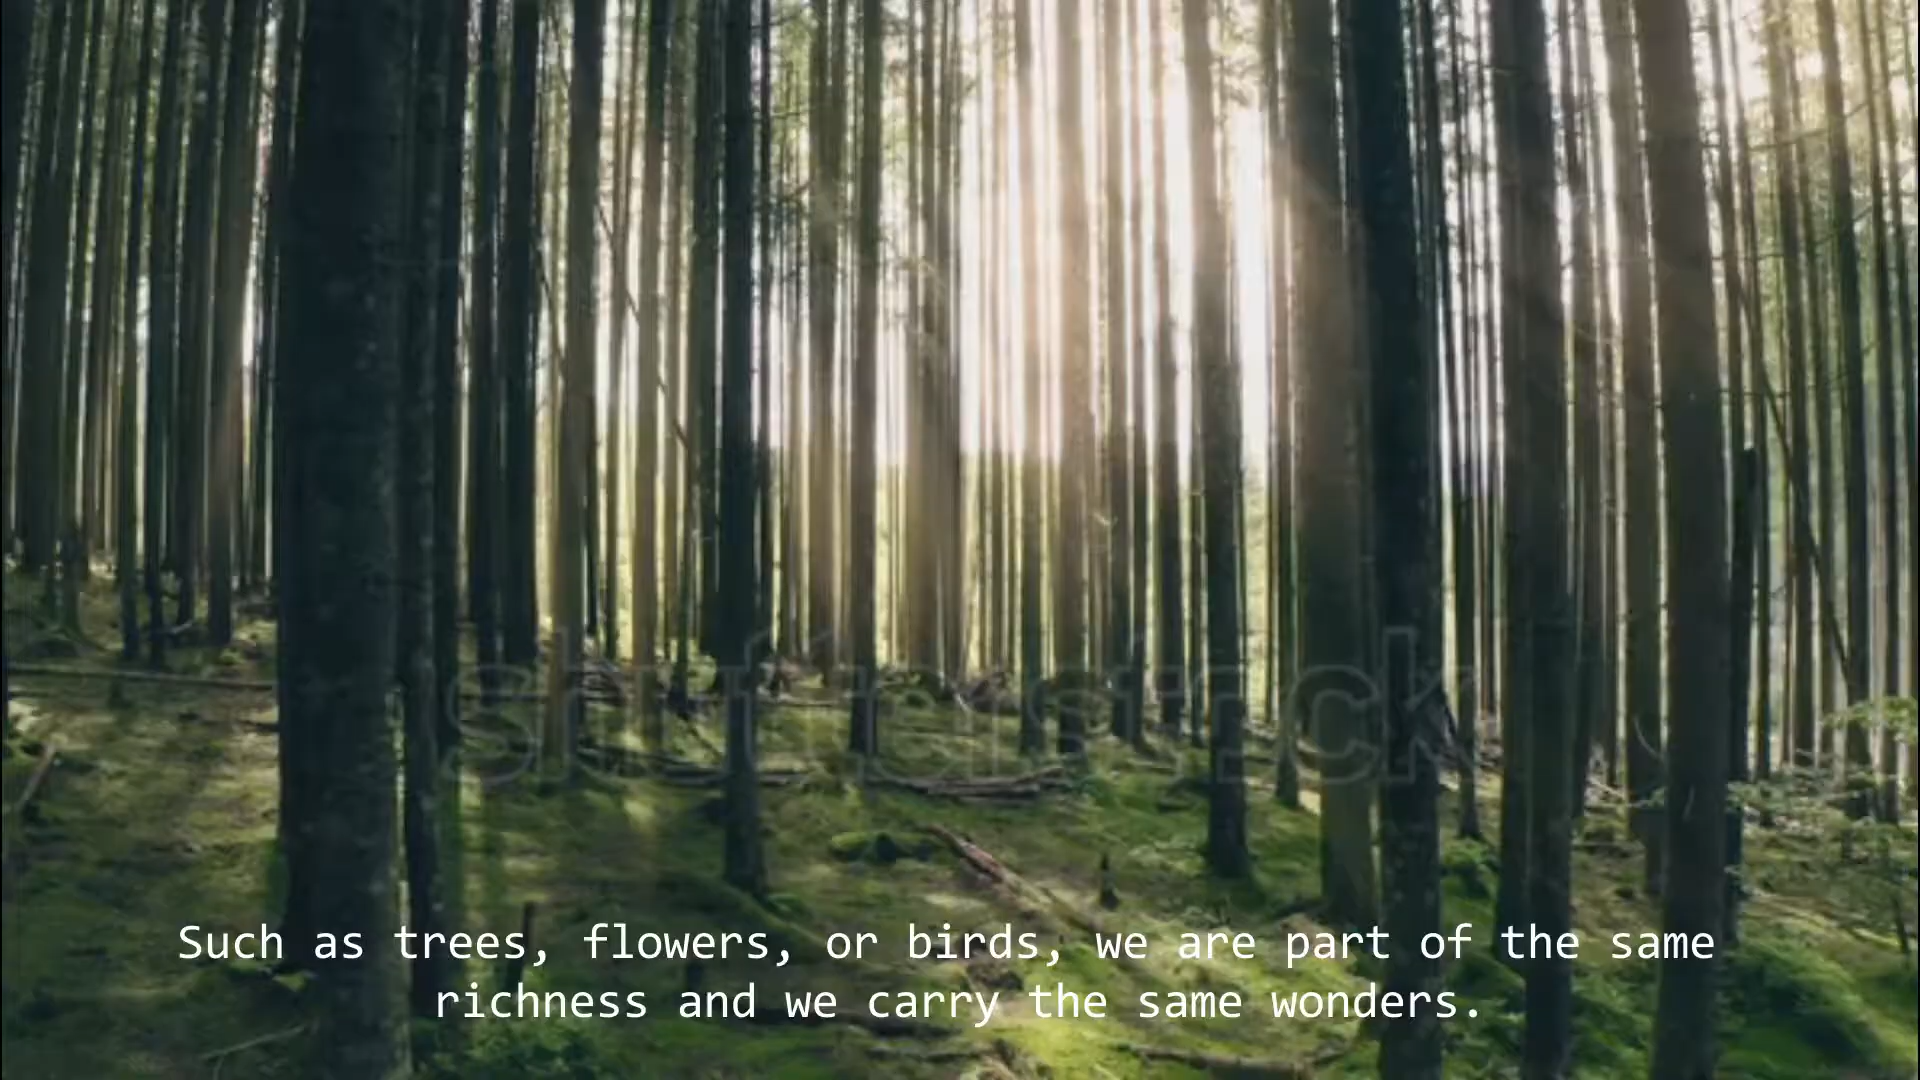 shutterstock
Such as trees, flowers, or birds, we are part of the same
richness and we carry the same wonders.